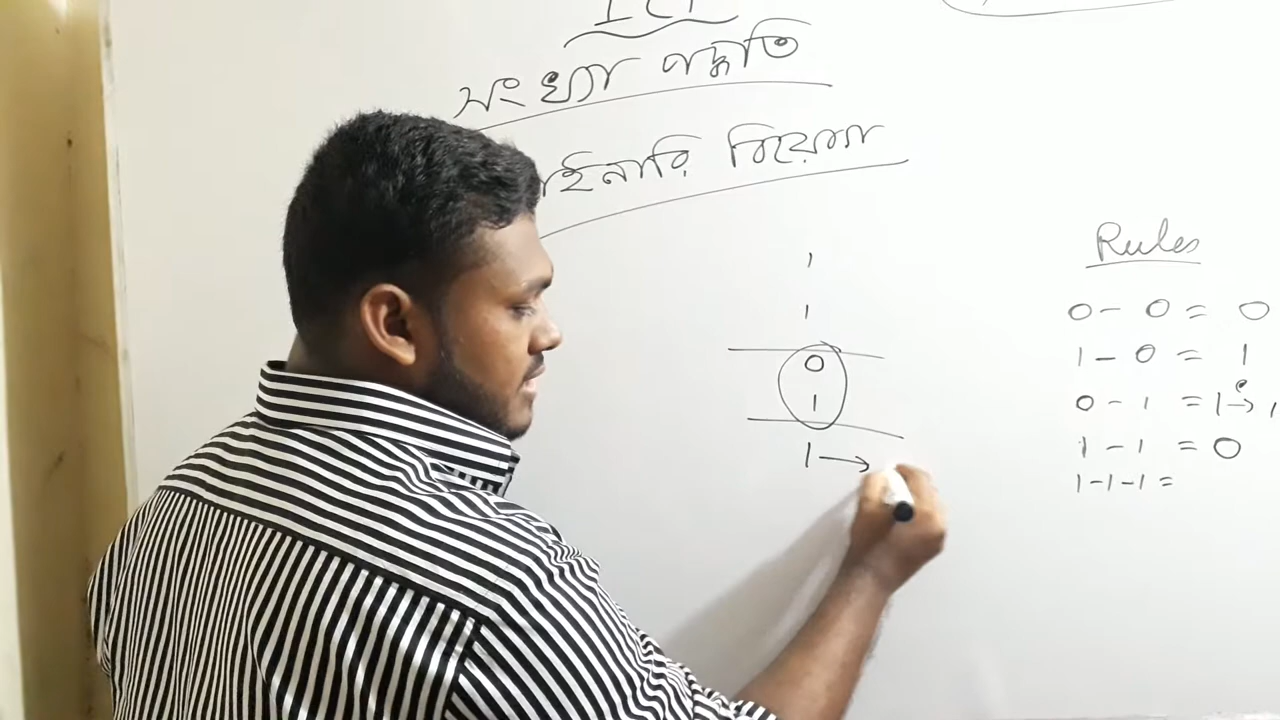 ICT
সংখ্যা পদ্ধতি
বাইনারি বিয়োগ
1
1
0
1
1 →
Rules
0 - 0 = 0
1 - 0 = 1
0 - 1 = 1 → 1
1 - 1 = 0
1-1-1 =